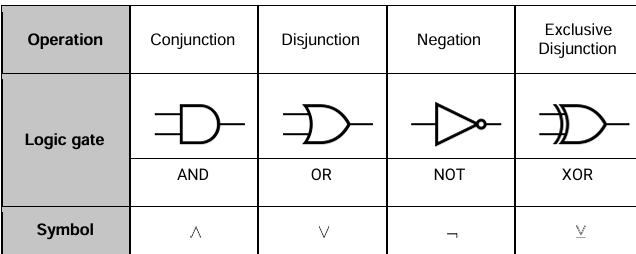 Operation Conjunction Disjunction Negation Exclusive Disjunction
Logic gate
AND OR NOT XOR
Symbol ∧ ∨ ¬ ⊻